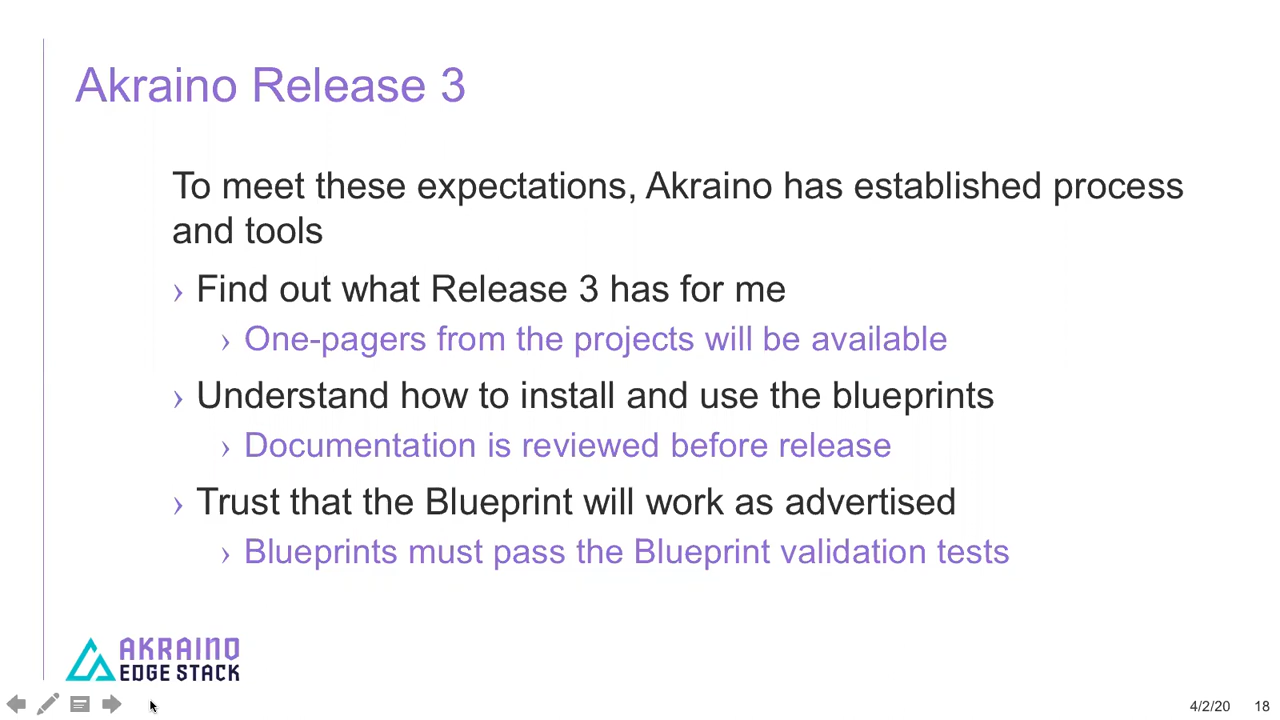 Akraino Release 3
To meet these expectations, Akraino has established process
and tools
› Find out what Release 3 has for me
› One-pagers from the projects will be available
› Understand how to install and use the blueprints
› Documentation is reviewed before release
› Trust that the Blueprint will work as advertised
› Blueprints must pass the Blueprint validation tests
AKRAINO
EDGE STACK
4/2/20 18